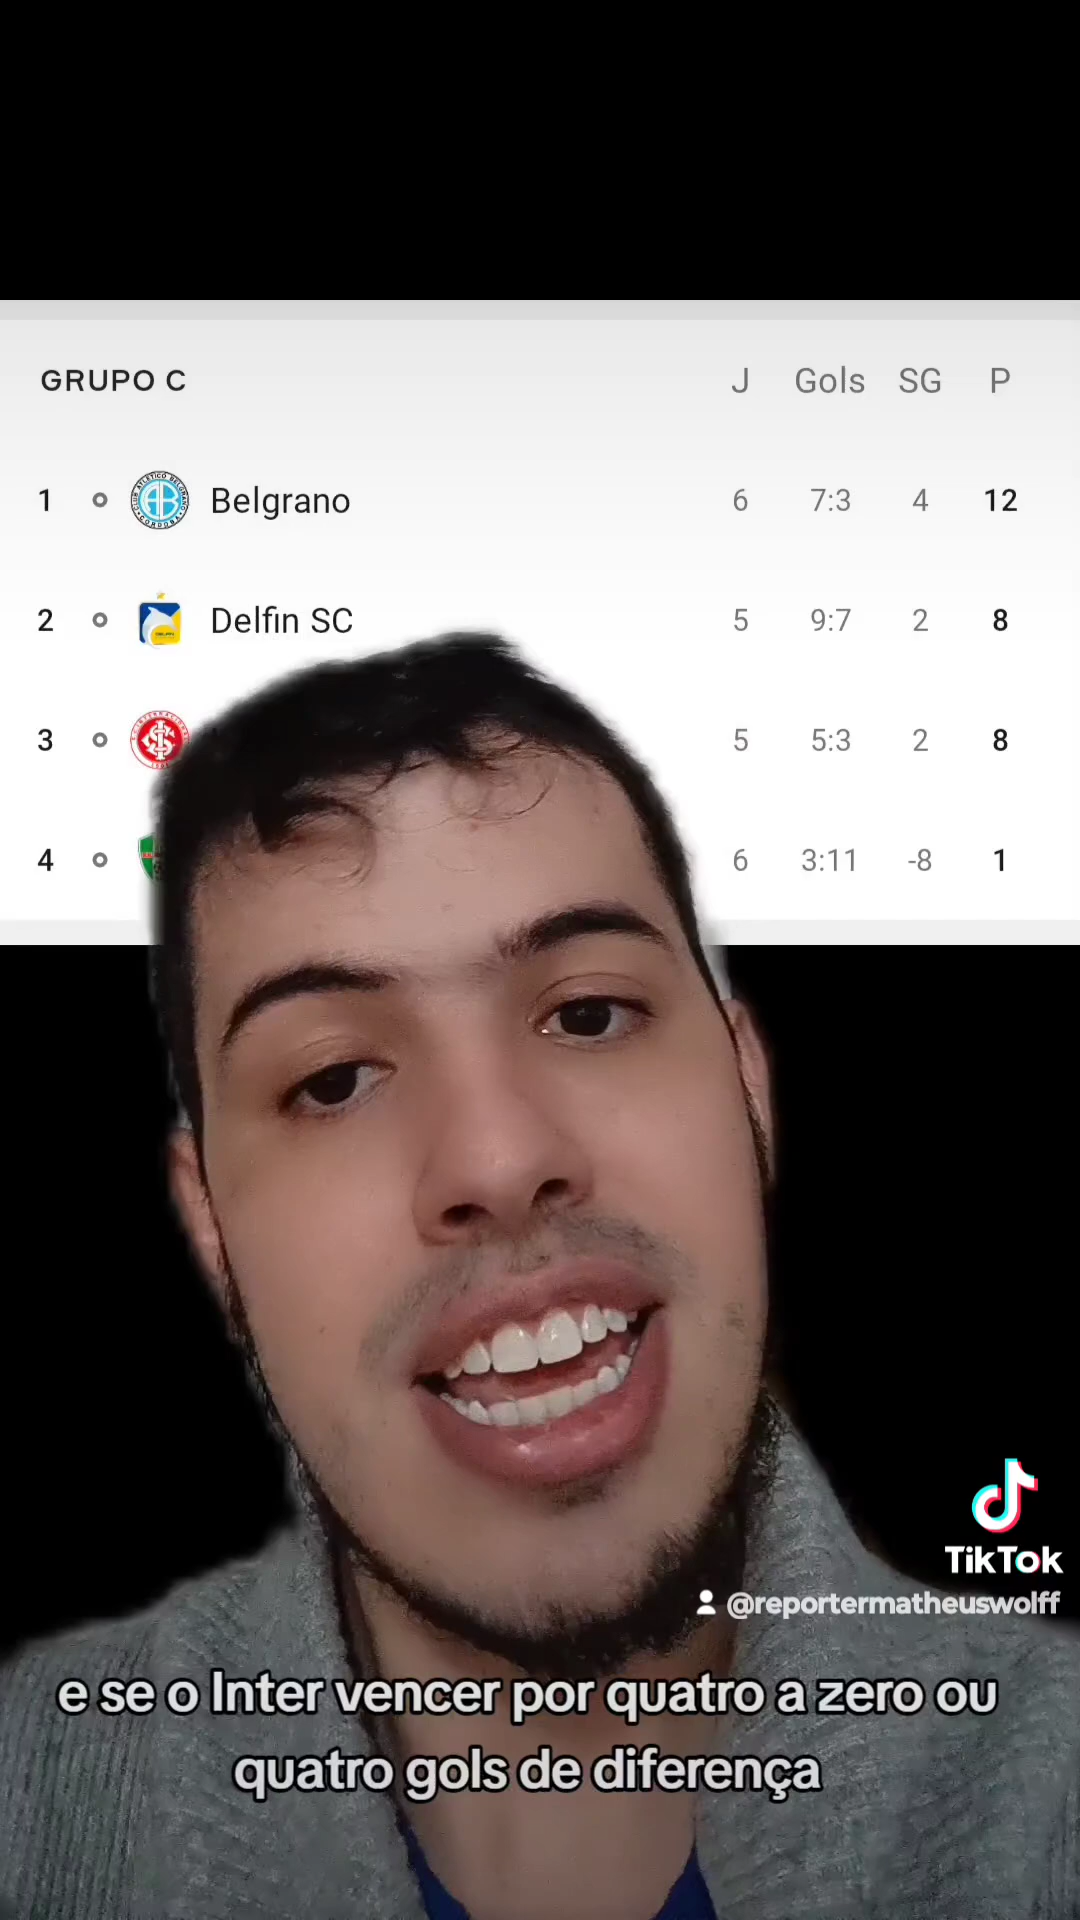 GRUPO C J Gols SG P
1 Belgrano 6 7:3 4 12
2 Delfin SC 5 9:7 2 8
3 5 5:3 2 8
4 6 3:11 -8 1
TikTok
@reportermatheuswolff
e se o Inter vencer por quatro a zero ou
quatro gols de diferença